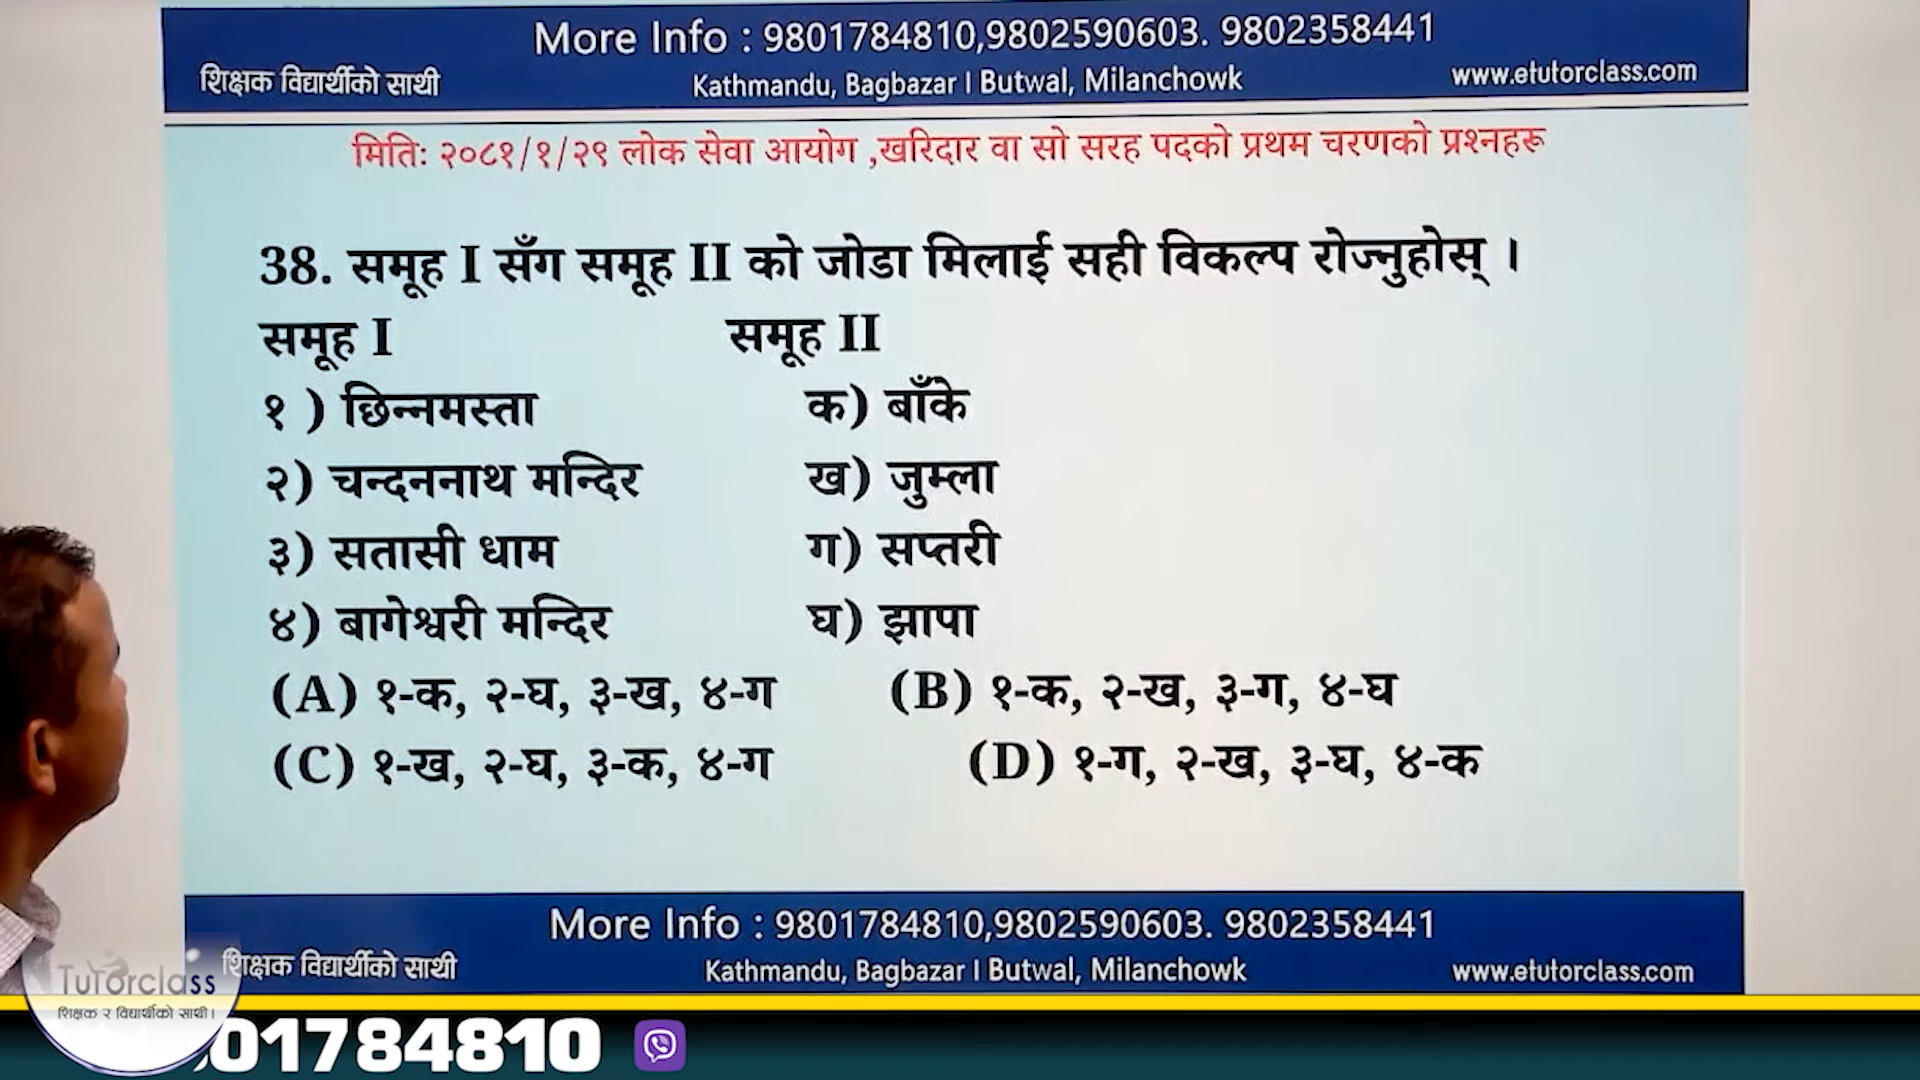 More Info : 9801784810,9802590603. 9802358441
शिक्षक विद्यार्थीको साथी
Kathmandu, Bagbazar I Butwal, Milanchowk
www.etutorclass.com
मितिः २०८१/१/२९ लोक सेवा आयोग ,खरिदार वा सो सरह पदको प्रथम चरणको प्रश्नहरू
38. समूह I सँग समूह II को जोडा मिलाई सही विकल्प रोज्नुहोस् ।
समूह I समूह II
१ ) छिन्नमस्ता क) बाँके
२) चन्दननाथ मन्दिर ख) जुम्ला
३) सतासी धाम ग) सप्तरी
४) बागेश्वरी मन्दिर घ) झापा
(A) १-क, २-घ, ३-ख, ४-ग (B) १-क, २-ख, ३-ग, ४-घ
(C) १-ख, २-घ, ३-क, ४-ग (D) १-ग, २-ख, ३-घ, ४-क
More Info : 9801784810,9802590603. 9802358441
शिक्षक विद्यार्थीको साथी
Kathmandu, Bagbazar I Butwal, Milanchowk
www.etutorclass.com
Tutorclass
शिक्षक र विद्यार्थीको साथी।
01784810